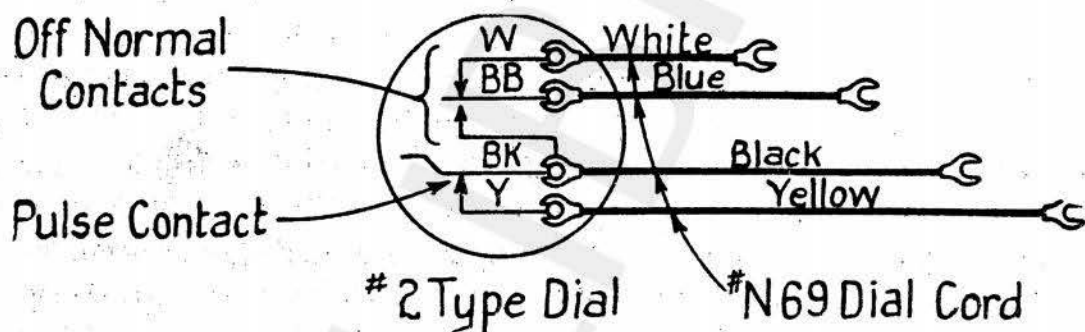 Off Normal
Contacts
W White
BB Blue
BK Black
Y Yellow
Pulse Contact
#2 Type Dial
#N69 Dial Cord